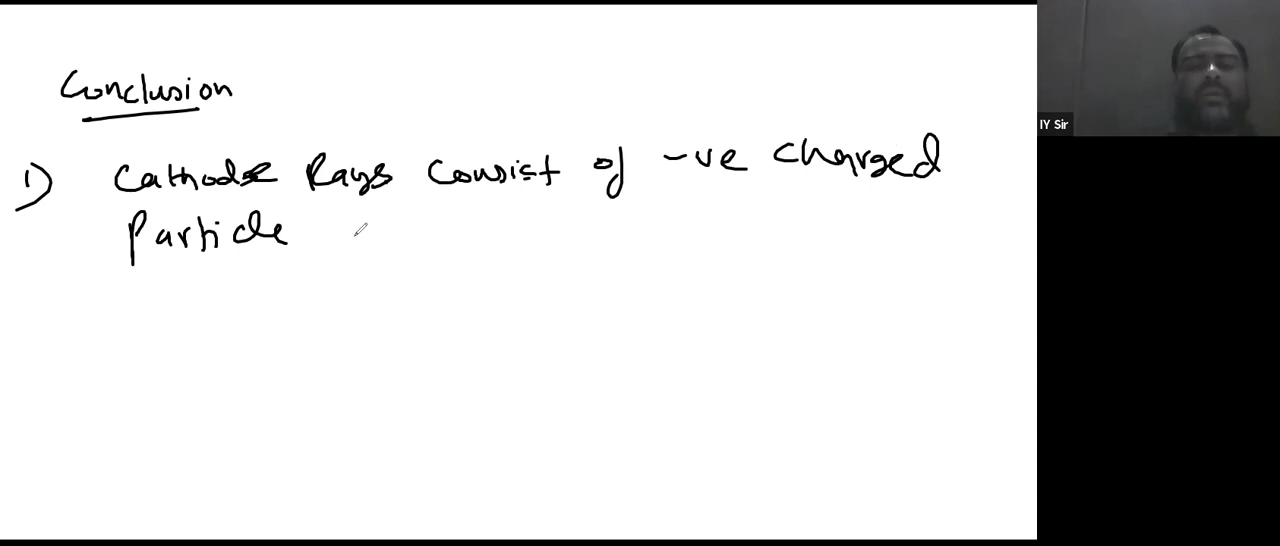 Conclusion
1) Cathode Rays consist of -ve charged
Particle
IY Sir